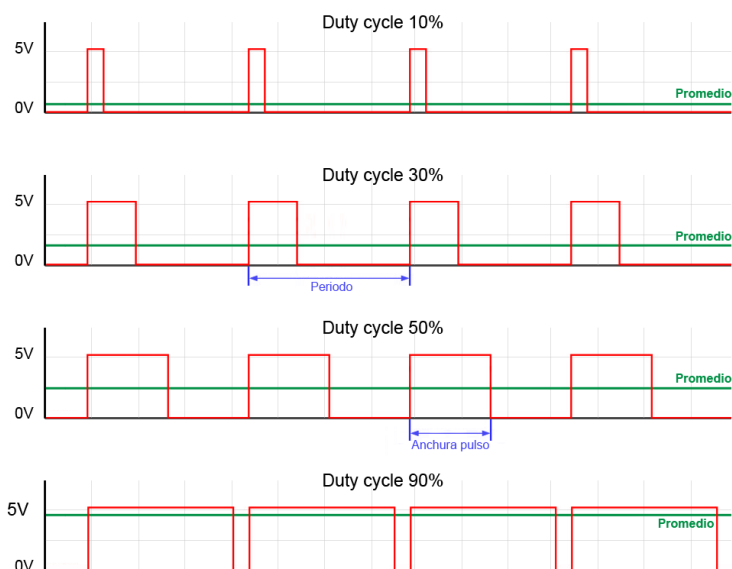 Duty cycle 10%
5V
Promedio
0V
Duty cycle 30%
5V
Promedio
0V
Periodo
Duty cycle 50%
5V
Promedio
0V
Anchura pulso
Duty cycle 90%
5V
Promedio
0V